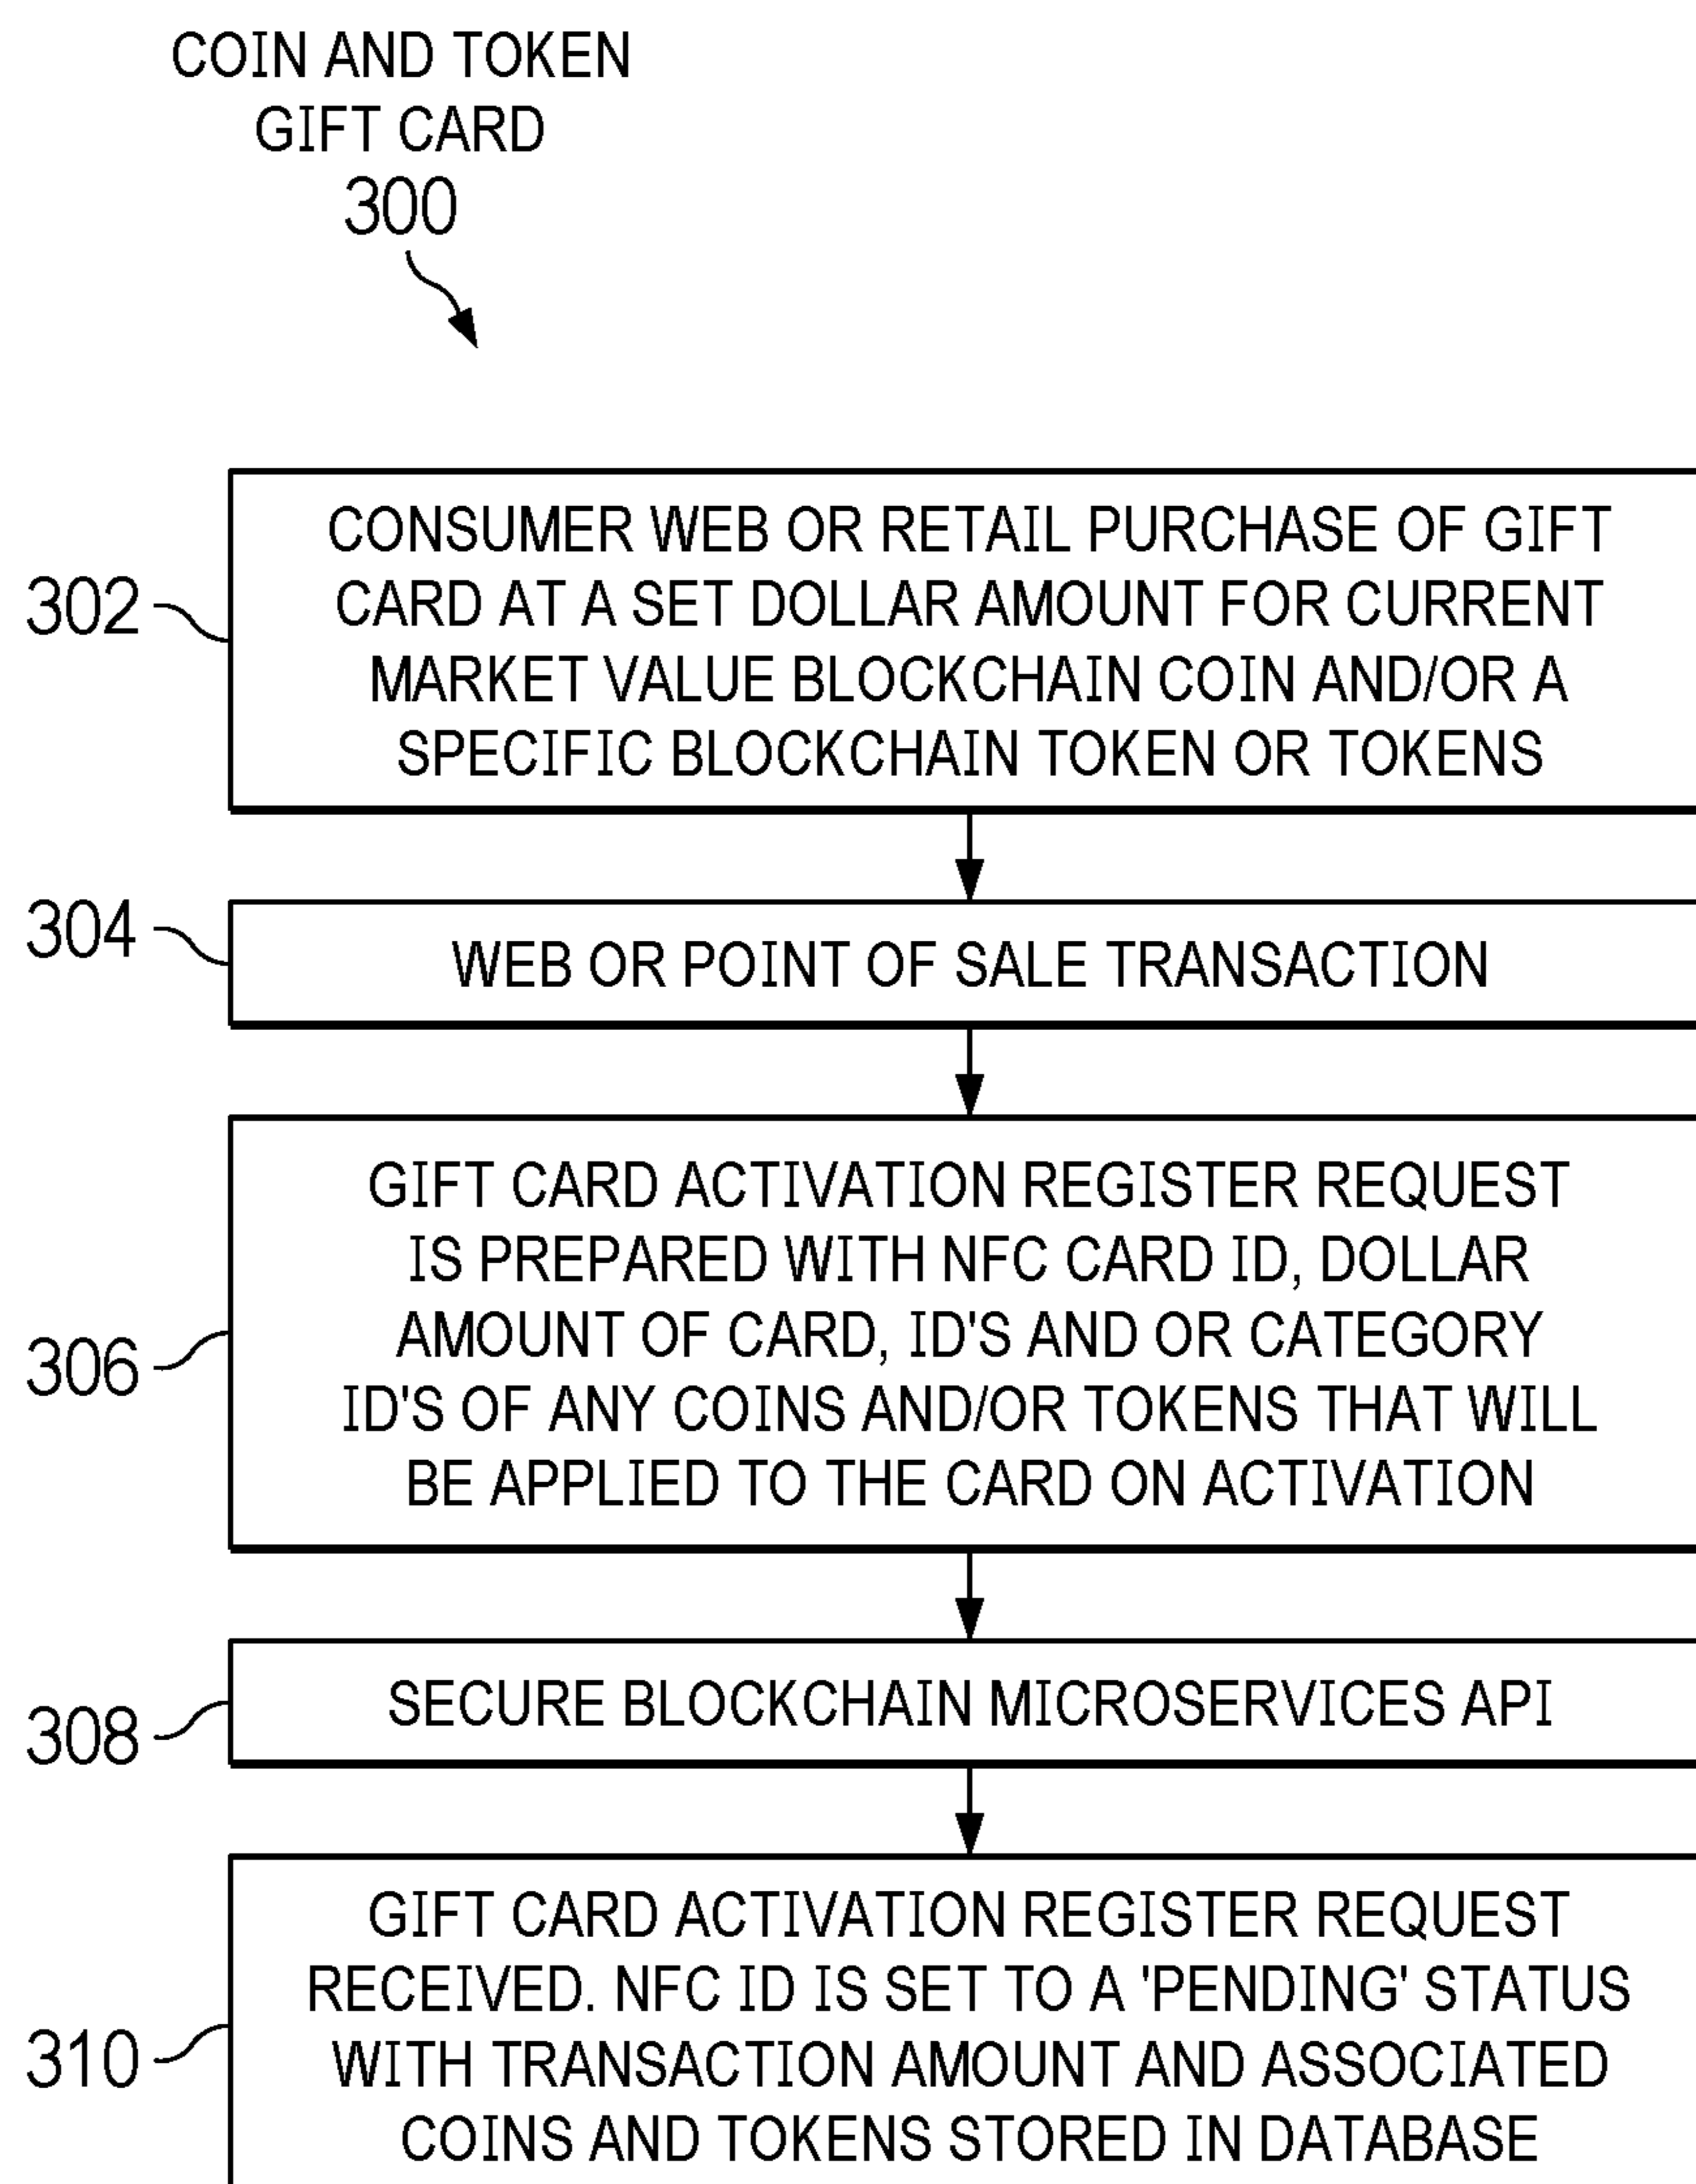 COIN AND TOKEN
GIFT CARD
300
302
CONSUMER WEB OR RETAIL PURCHASE OF GIFT
CARD AT A SET DOLLAR AMOUNT FOR CURRENT
MARKET VALUE BLOCKCHAIN COIN AND/OR A
SPECIFIC BLOCKCHAIN TOKEN OR TOKENS
304
WEB OR POINT OF SALE TRANSACTION
306
GIFT CARD ACTIVATION REGISTER REQUEST
IS PREPARED WITH NFC CARD ID, DOLLAR
AMOUNT OF CARD, ID'S AND OR CATEGORY
ID'S OF ANY COINS AND/OR TOKENS THAT WILL
BE APPLIED TO THE CARD ON ACTIVATION
308
SECURE BLOCKCHAIN MICROSERVICES API
310
GIFT CARD ACTIVATION REGISTER REQUEST
RECEIVED. NFC ID IS SET TO A 'PENDING' STATUS
WITH TRANSACTION AMOUNT AND ASSOCIATED
COINS AND TOKENS STORED IN DATABASE